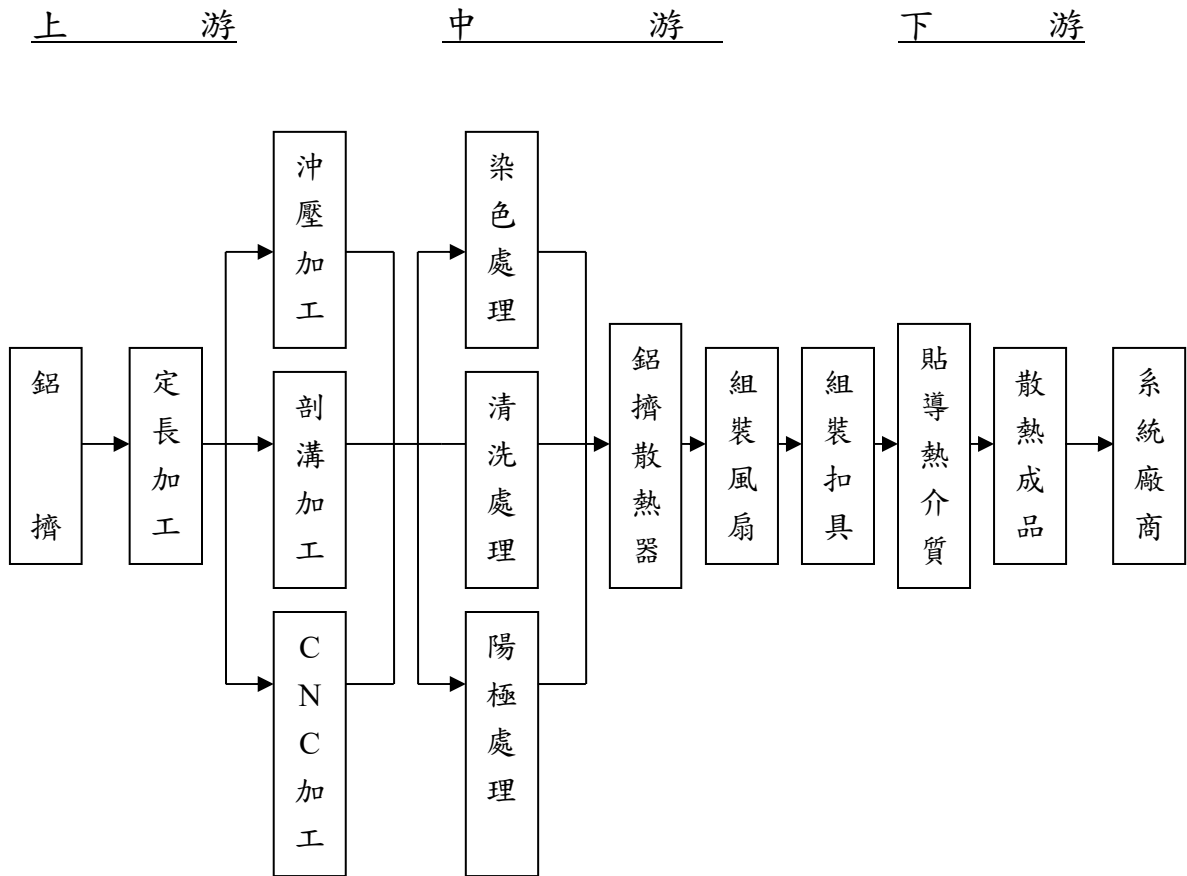 上游
中游
下游
鋁擠
定長加工
沖壓加工
剖溝加工
CNC加工
染色處理
清洗處理
陽極處理
鋁擠散熱器
組裝風扇
組裝扣具
貼導熱介質
散熱成品
系統廠商